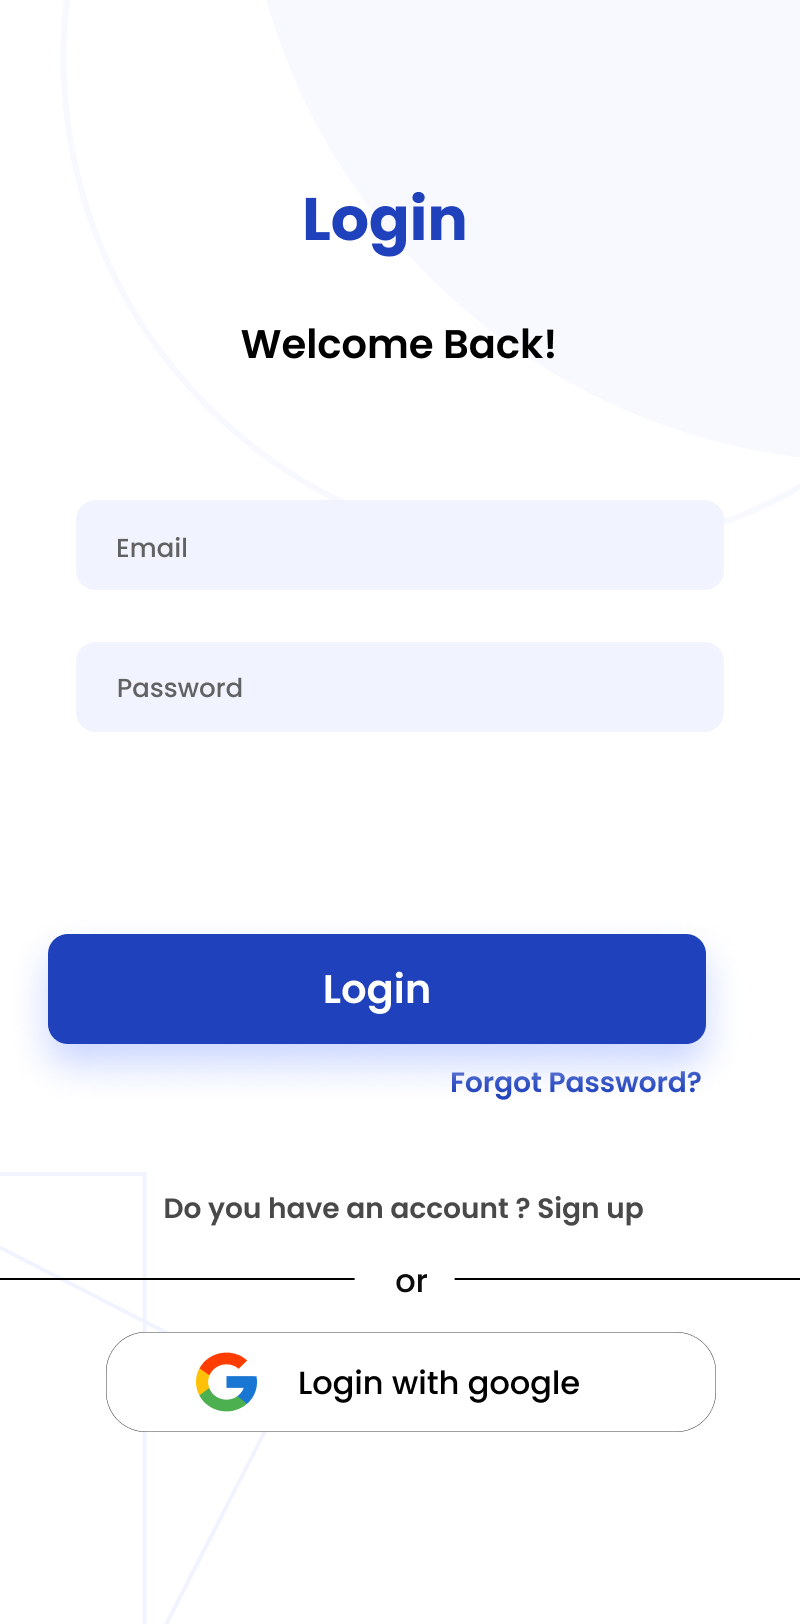 Login
Welcome Back!
Email
Password
Login
Forgot Password?
Do you have an account ? Sign up
or
Login with google